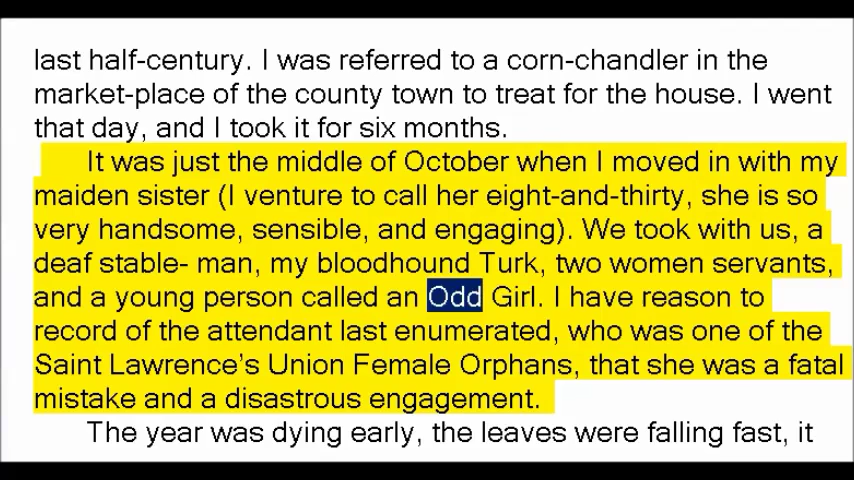 last half-century. I was referred to a corn-chandler in the
market-place of the county town to treat for the house. I went
that day, and I took it for six months.
It was just the middle of October when I moved in with my
maiden sister (I venture to call her eight-and-thirty, she is so
very handsome, sensible, and engaging). We took with us, a
deaf stable- man, my bloodhound Turk, two women servants,
and a young person called an Odd Girl. I have reason to
record of the attendant last enumerated, who was one of the
Saint Lawrence’s Union Female Orphans, that she was a fatal
mistake and a disastrous engagement.
The year was dying early, the leaves were falling fast, it